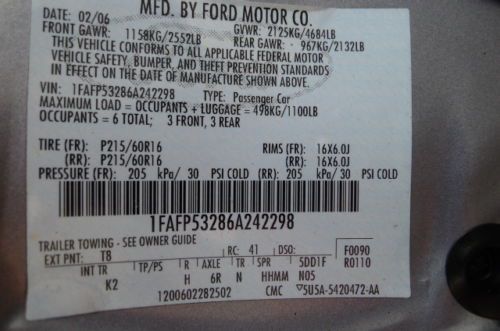 MFD. BY FORD MOTOR CO.
DATE: 02/06 GVWR: 2125KG/4684LB
FRONT GAWR: 1158KG/2552LB REAR GAWR: 967KG/2132LB
THIS VEHICLE CONFORMS TO ALL APPLICABLE FEDERAL MOTOR
VEHICLE SAFETY, BUMPER, AND THEFT PREVENTION STANDARDS
IN EFFECT ON THE DATE OF MANUFACTURE SHOWN ABOVE.
VIN: 1FAFP53286A242298 TYPE: Passenger Car
MAXIMUM LOAD = OCCUPANTS + LUGGAGE = 498KG/1100LB
OCCUPANTS = 6 TOTAL; 3 FRONT, 3 REAR
TIRE (FR): P215/60R16 RIMS (FR): 16X6.0J
(RR): P215/60R16 (RR): 16X6.0J
PRESSURE (FR): 205 kPa/ 30 PSI COLD (RR): 205 kPa/ 30 PSI COLD
1FAFP53286A242298
TRAILER TOWING - SEE OWNER GUIDE
EXT PNT: T8 RC: 41 DSO: F0090
INT TR TP/PS R AXLE TR SPR 5DD1F R0110
K2 H 6R N HHMM N05
1200602282502 CMC 5U5A-5420472-AA